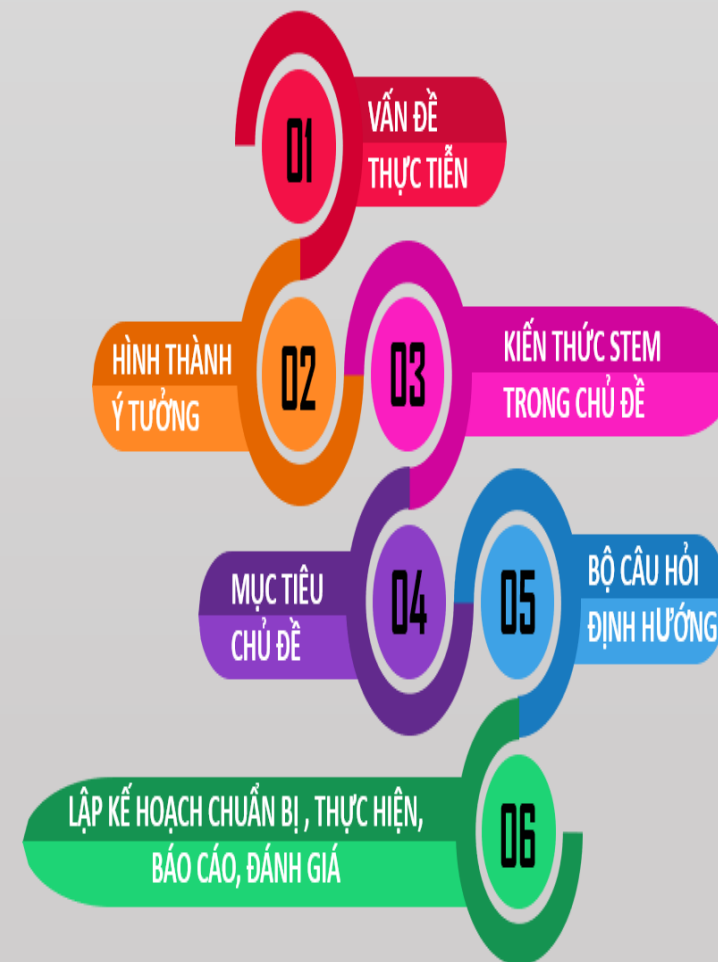 01
VẤN ĐỀ
THỰC TIỄN
02
HÌNH THÀNH
Ý TƯỞNG
03
KIẾN THỨC STEM
TRONG CHỦ ĐỀ
04
MỤC TIÊU
CHỦ ĐỀ
05
BỘ CÂU HỎI
ĐỊNH HƯỚNG
06
LẬP KẾ HOẠCH CHUẨN BỊ , THỰC HIỆN,
BÁO CÁO, ĐÁNH GIÁ